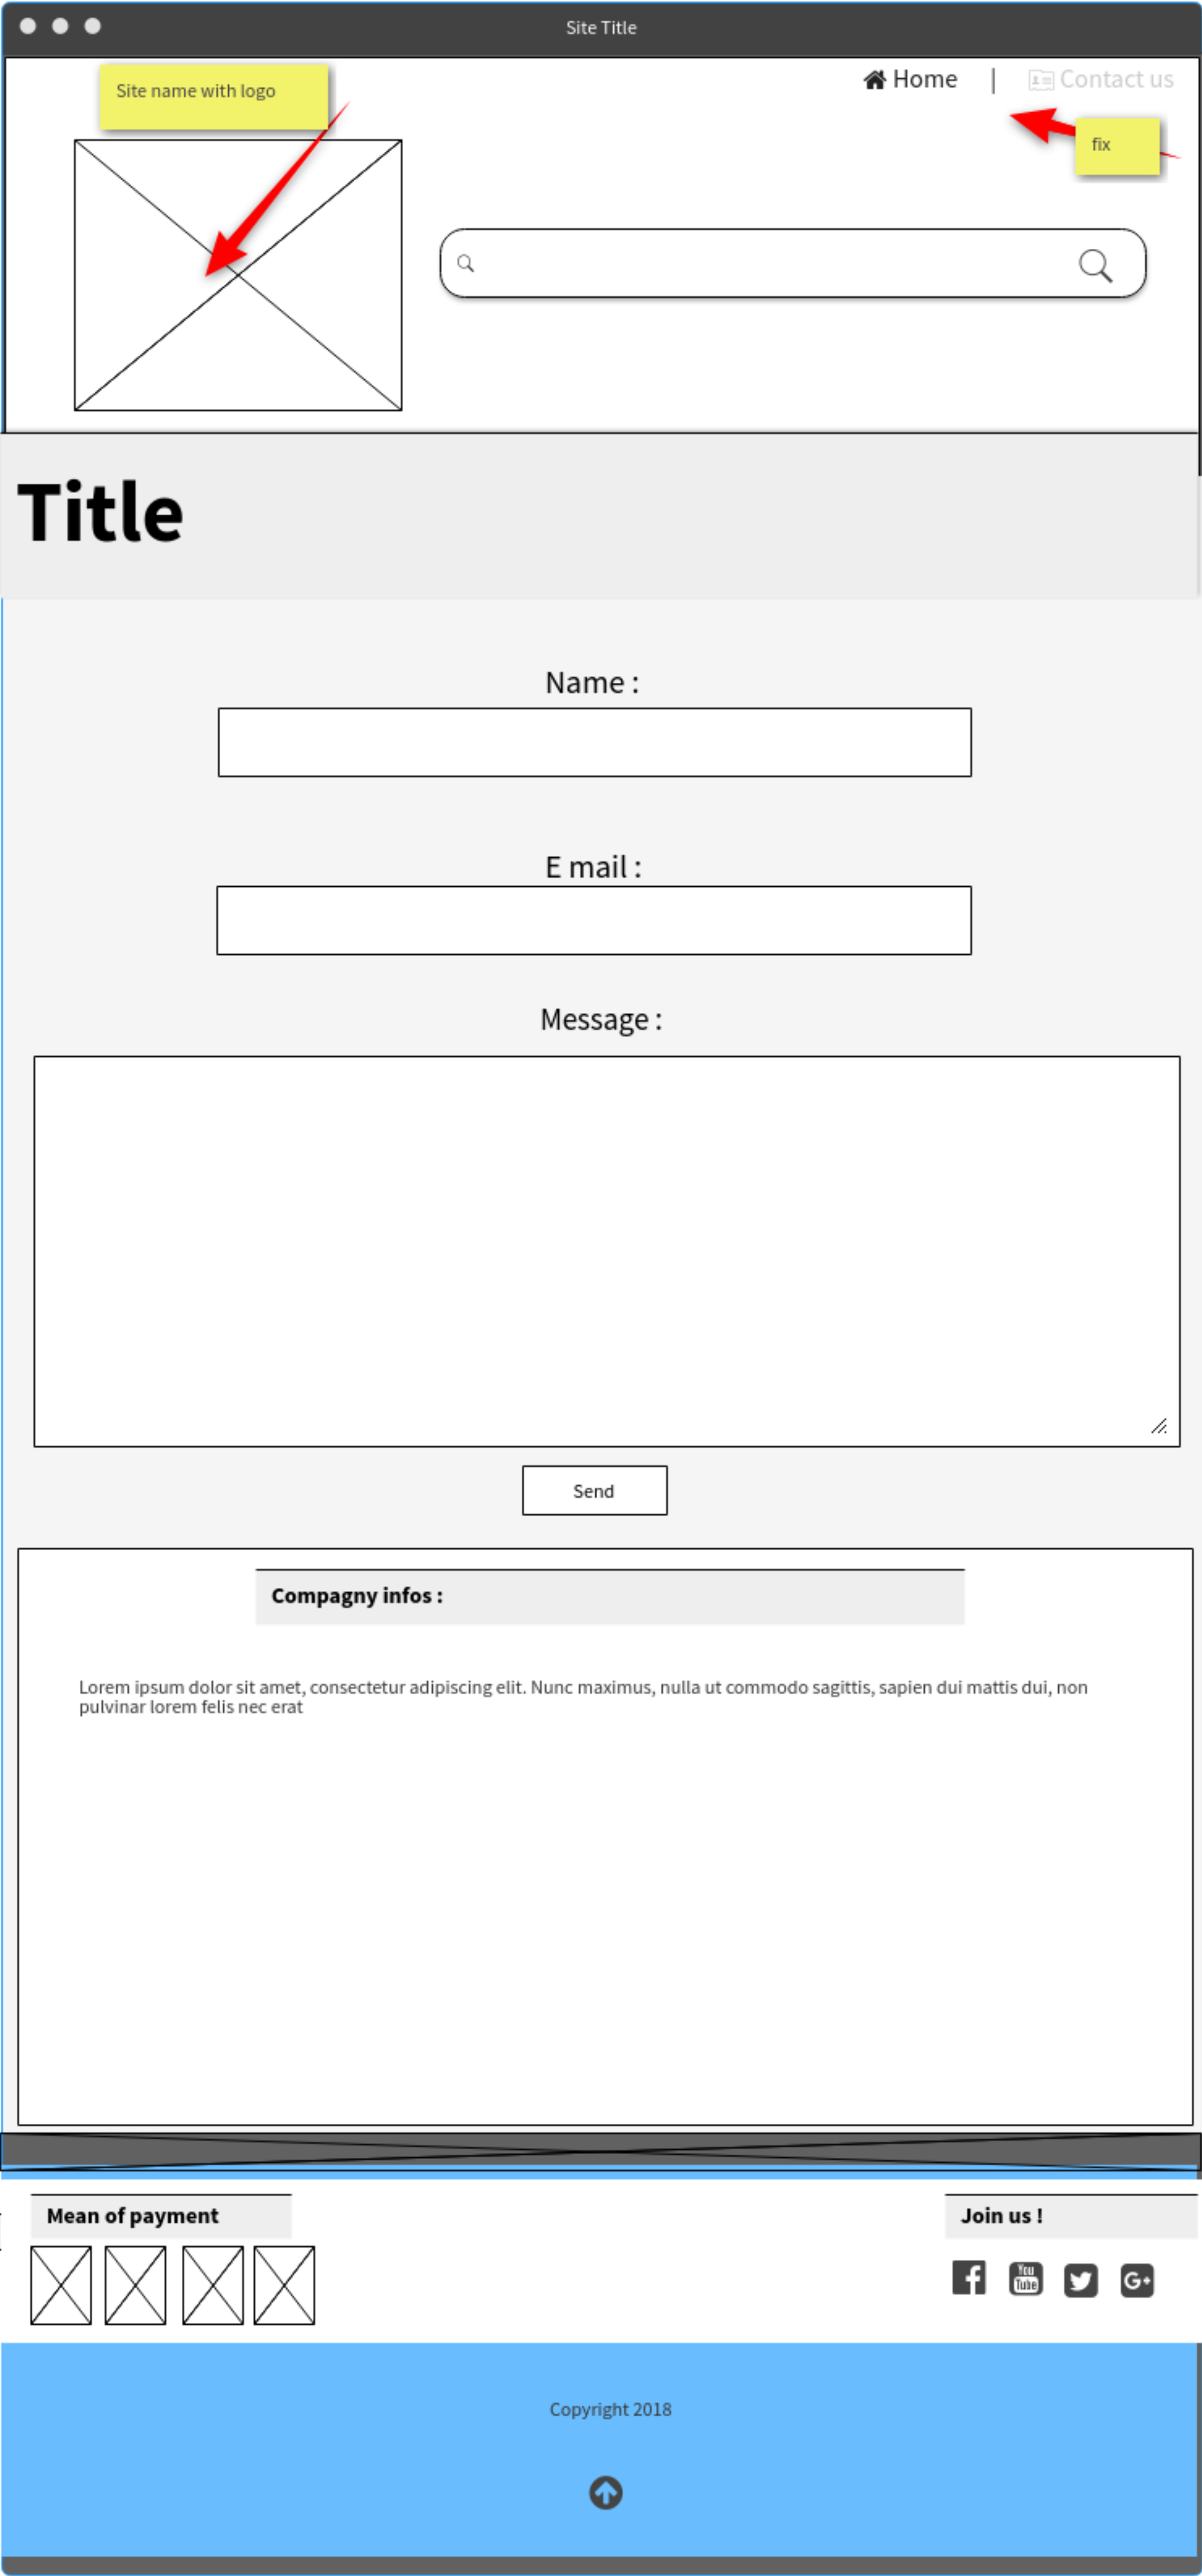 Site Title
Site name with logo
Home | Contact us
fix
Title
Name :
E mail :
Message :
Send
Compagny infos :
Lorem ipsum dolor sit amet, consectetur adipiscing elit. Nunc maximus, nulla ut commodo sagittis, sapien dui mattis dui, non
pulvinar lorem felis nec erat
Mean of payment
Join us !
You
Tube
G+
Copyright 2018